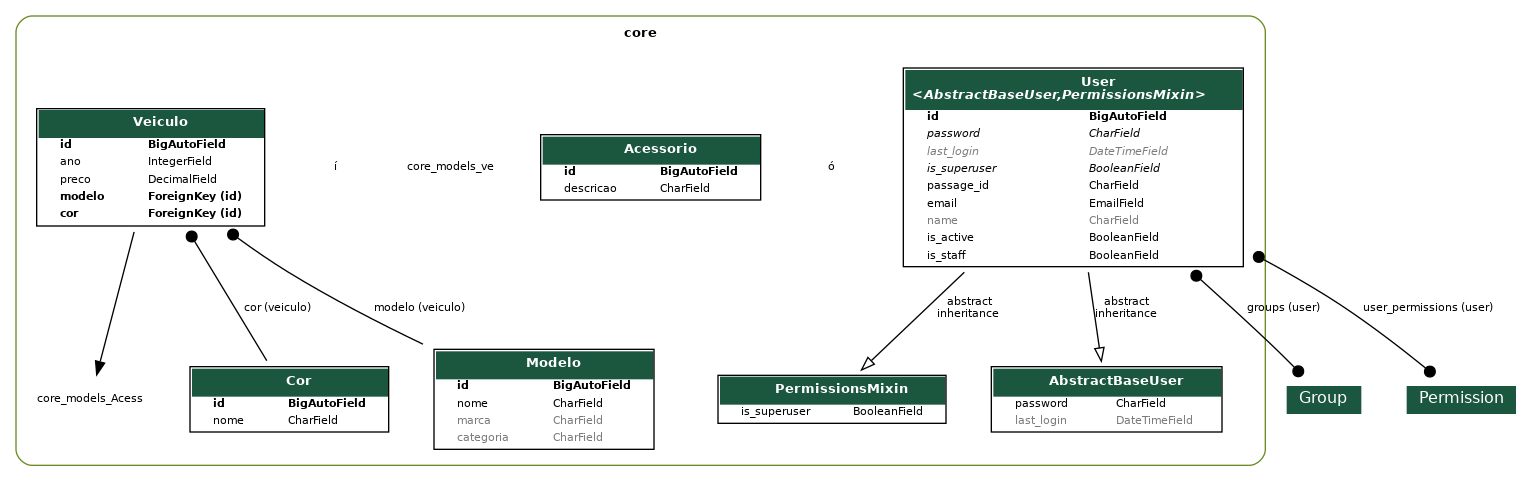 core
Veiculo
id BigAutoField
ano IntegerField
preco DecimalField
modelo ForeignKey (id)
cor ForeignKey (id)
í
core_models_ve
Acessorio
id BigAutoField
descricao CharField
ó
User
<AbstractBaseUser,PermissionsMixin>
id BigAutoField
password CharField
last_login DateTimeField
is_superuser BooleanField
passage_id CharField
email EmailField
name CharField
is_active BooleanField
is_staff BooleanField
cor (veiculo)
modelo (veiculo)
abstract
inheritance
abstract
inheritance
groups (user)
user_permissions (user)
core_models_Acess
Cor
id BigAutoField
nome CharField
Modelo
id BigAutoField
nome CharField
marca CharField
categoria CharField
PermissionsMixin
is_superuser BooleanField
AbstractBaseUser
password CharField
last_login DateTimeField
Group
Permission